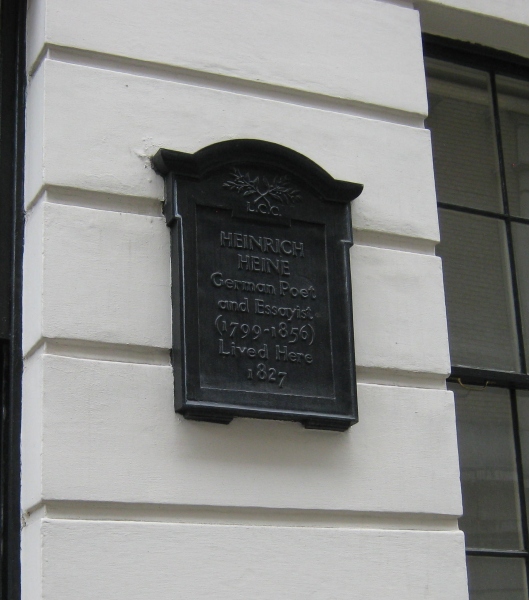 L.C.C.
HEINRICH
HEINE
German Poet
and Essayist
(1799-1856)
Lived Here
1827